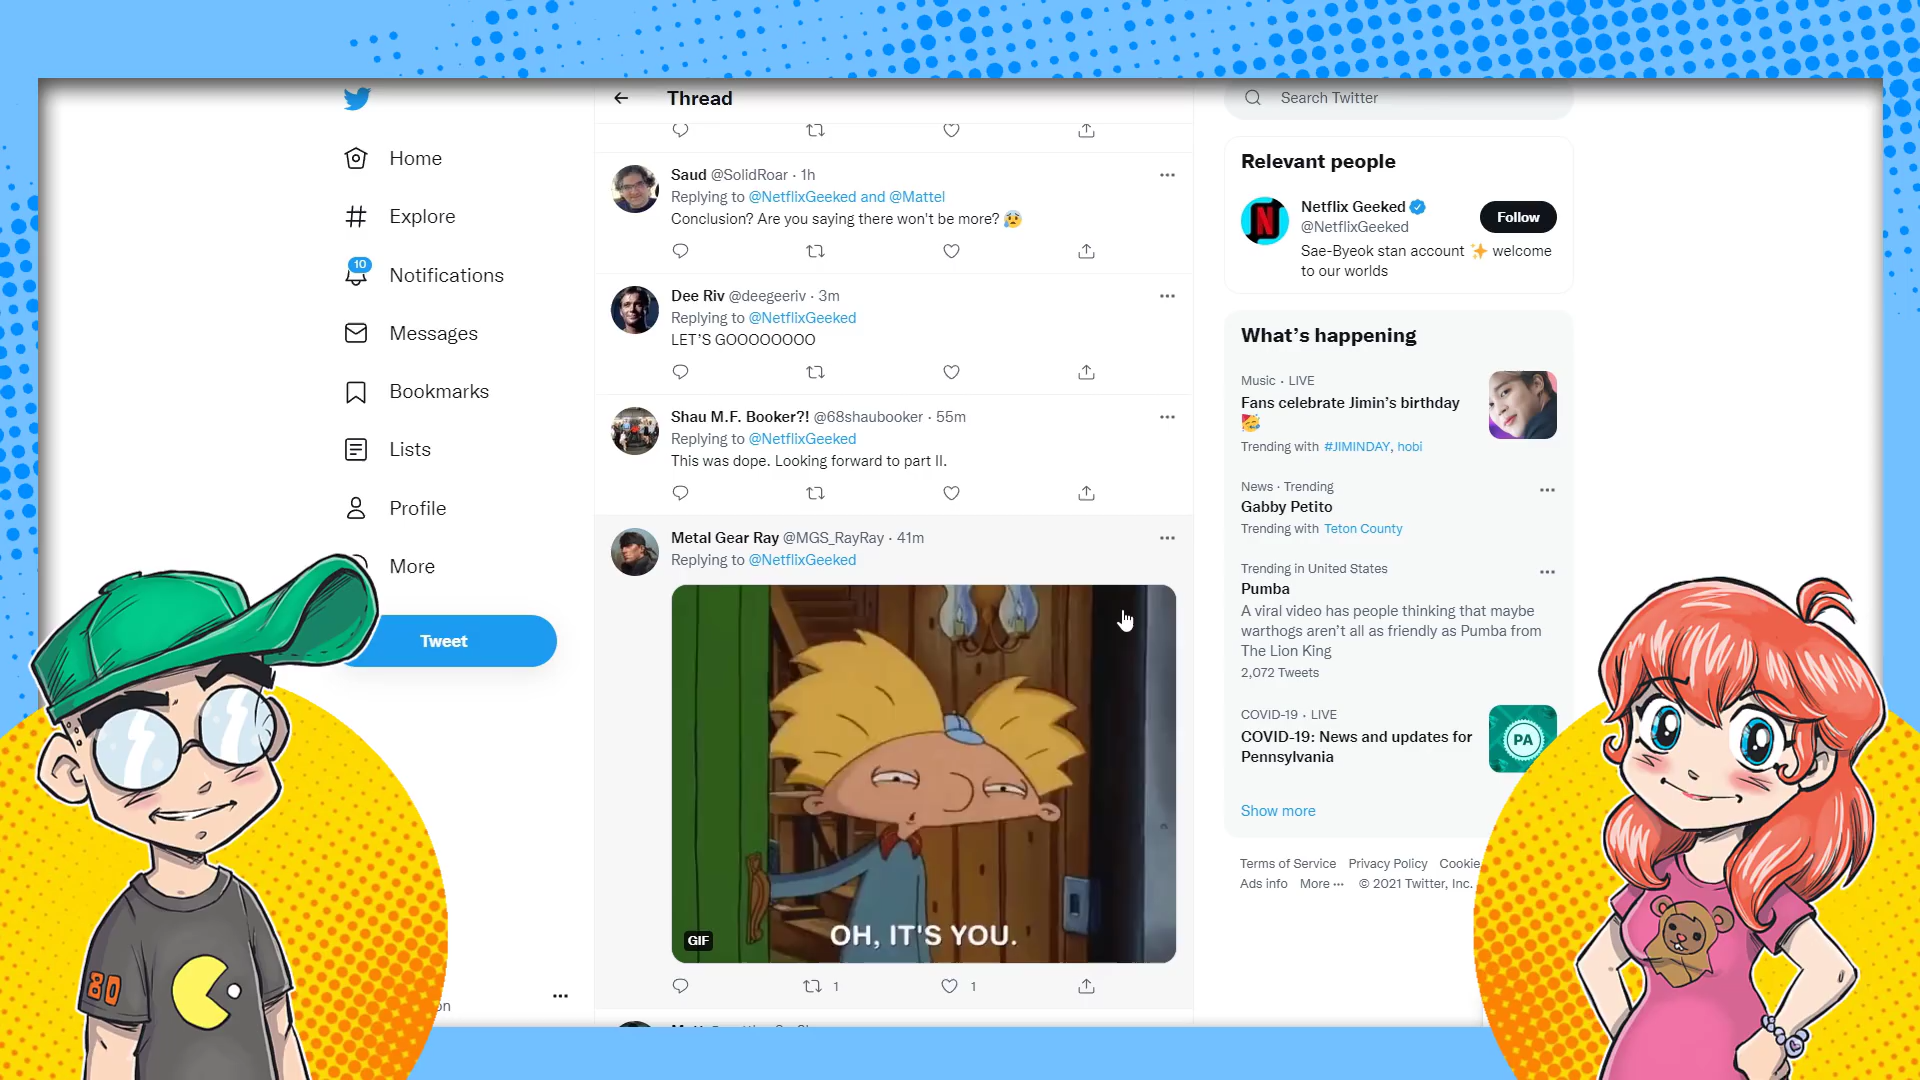 Home
Explore
10
Notifications
Messages
Bookmarks
Lists
Profile
More
Tweet
Thread
Saud @SolidRoar · 1h
Replying to @NetflixGeeked and @Mattel
Conclusion? Are you saying there won't be more? 😰
Dee Riv @deegeeriv · 3m
Replying to @NetflixGeeked
LET'S GOOOOOOOO
Shau M.F. Booker?! @68shaubooker · 55m
Replying to @NetflixGeeked
This was dope. Looking forward to part II.
Metal Gear Ray @MGS_RayRay · 41m
Replying to @NetflixGeeked
OH, IT'S YOU.
GIF
1
1
Search Twitter
Relevant people
Netflix Geeked
@NetflixGeeked
Follow
Sae-Byeok stan account ✨ welcome
to our worlds
What's happening
Music · LIVE
Fans celebrate Jimin's birthday
🥳
Trending with #JIMINDAY, hobi
News · Trending
Gabby Petito
Trending with Teton County
Trending in United States
Pumba
A viral video has people thinking that maybe
warthogs aren't all as friendly as Pumba from
The Lion King
2,072 Tweets
COVID-19 · LIVE
COVID-19: News and updates for
Pennsylvania
PA
Show more
Terms of Service Privacy Policy Cookie
Ads info More ··· © 2021 Twitter, Inc.
80
on